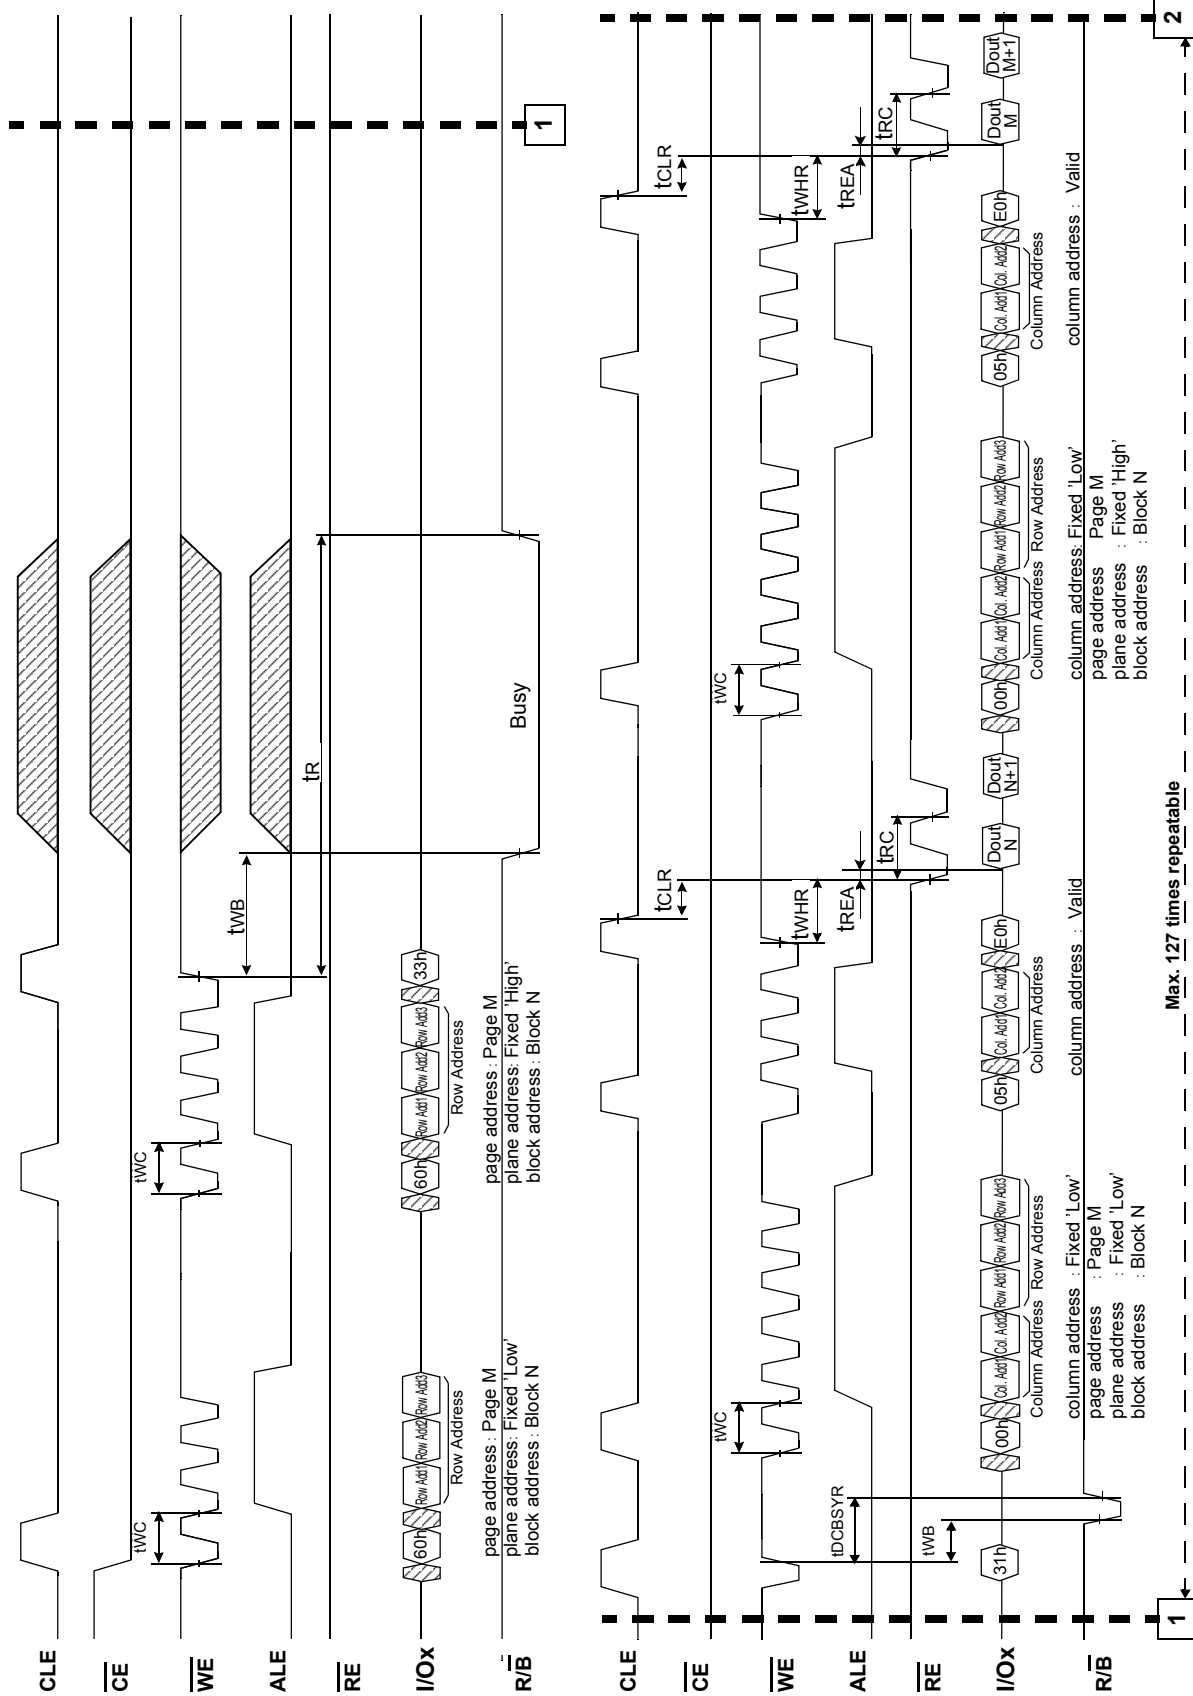 CLE
CE
WE
ALE
RE
I/Ox
R/B
tWC
tWC
tWB
tR
Busy
60h Row Add1 Row Add2 Row Add3
Row Address
page address : Page M
plane address: Fixed 'Low'
block address : Block N
60h Row Add1 Row Add2 Row Add3 33h
Row Address
page address : Page M
plane address: Fixed 'High'
block address : Block N
1
CLE
CE
WE
ALE
RE
I/Ox
R/B
tDCBSYR
tWB
tWC
tCLR
tWHR
tREA
tRC
tWC
tCLR
tWHR
tREA
tRC
31h
00h Col. Add1 Col. Add2 Row Add1 Row Add2 Row Add3
Column Address Row Address
column address : Fixed 'Low'
page address : Page M
plane address : Fixed 'Low'
block address : Block N
05h Col. Add1 Col. Add2 E0h
Column Address
column address : Valid
Dout N
Dout N+1
00h Col. Add1 Col. Add2 Row Add1 Row Add2 Row Add3
Column Address Row Address
column address: Fixed 'Low'
page address Page M
plane address : Fixed 'High'
block address : Block N
05h Col. Add1 Col. Add2 E0h
Column Address
column address : Valid
Dout M
Dout M+1
1
Max. 127 times repeatable
2